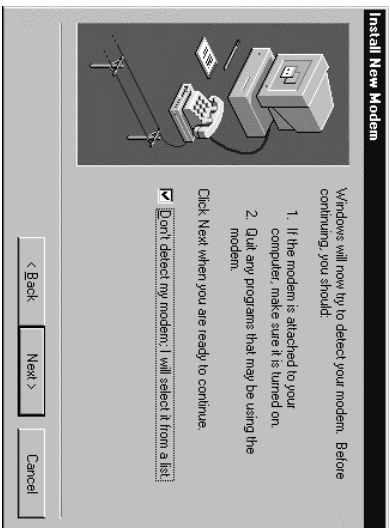 Install New Modem
Windows will now try to detect your modem.  Before
continuing, you should:
1.  If the modem is attached to your
computer, make sure it is turned on.
2.  Quit any programs that may be using the
modem.
Click Next when you are ready to continue.
Don't detect my modem; I will select it from a list.
< Back
Next >
Cancel